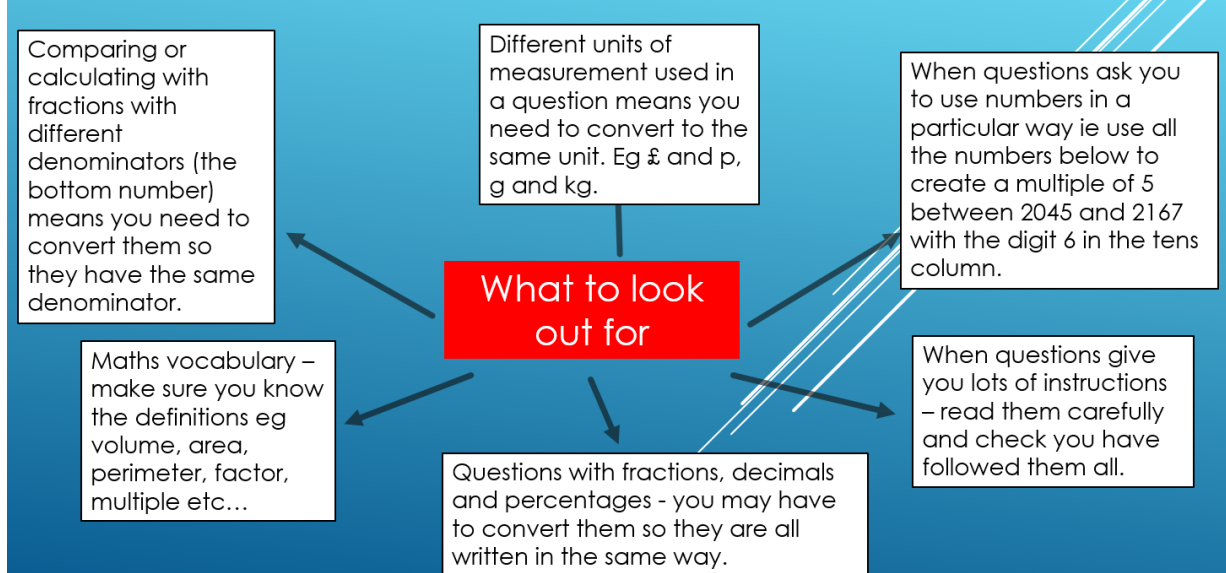 Comparing or
calculating with
fractions with
different
denominators (the
bottom number)
means you need to
convert them so
they have the same
denominator.
Different units of
measurement used in
a question means you
need to convert to the
same unit. Eg £ and p,
g and kg.
When questions ask you
to use numbers in a
particular way ie use all
the numbers below to
create a multiple of 5
between 2045 and 2167
with the digit 6 in the tens
column.
What to look
out for
Maths vocabulary –
make sure you know
the definitions eg
volume, area,
perimeter, factor,
multiple etc…
Questions with fractions, decimals
and percentages - you may have
to convert them so they are all
written in the same way.
When questions give
you lots of instructions
– read them carefully
and check you have
followed them all.